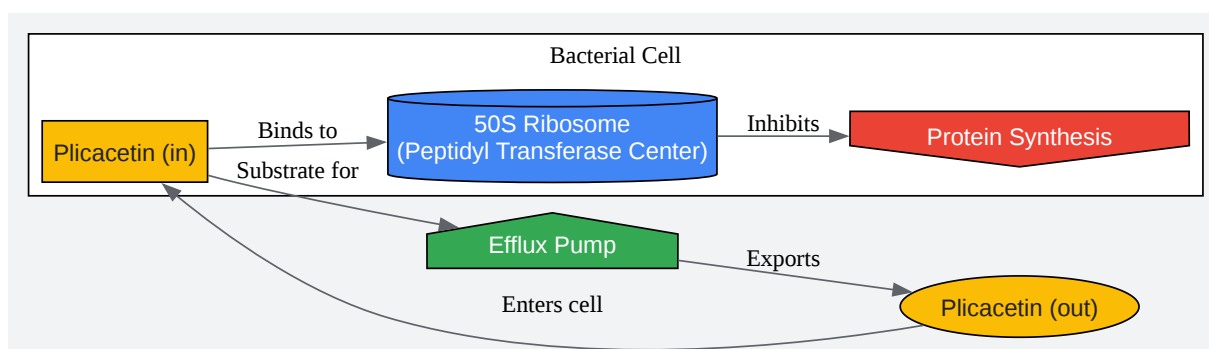 Bacterial Cell
Plicacetin (in)
Binds to
50S Ribosome
(Peptidyl Transferase Center)
Inhibits
Protein Synthesis
Substrate for
Efflux Pump
Exports
Enters cell
Plicacetin (out)